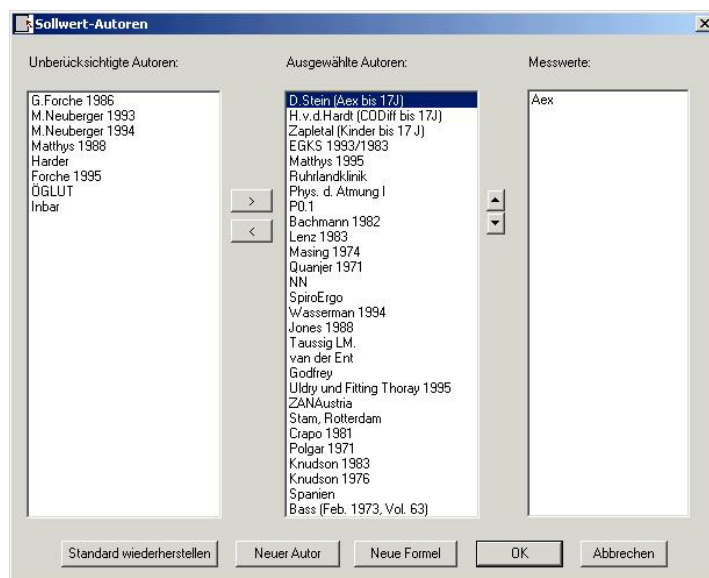 Sollwert-Autoren
Unberücksichtigte Autoren:
G.Forche 1986
M.Neuberger 1993
M.Neuberger 1994
Matthys 1988
Harder
Forche 1995
ÖGLUT
Inbar
>
<
Ausgewählte Autoren:
D.Stein (Aex bis 17J)
H.v.d.Hardt (CODiff bis 17J)
Zapletal (Kinder bis 17 J)
EGKS 1993/1983
Matthys 1995
Ruhrlandklinik
Phys. d. Atmung I
P0.1
Bachmann 1982
Lenz 1983
Masing 1974
Quanjer 1971
NN
SpiroErgo
Wasserman 1994
Jones 1988
Taussig LM.
van der Ent
Godfrey
Uldry und Fitting Thoray 1995
ZANAustria
Stam, Rotterdam
Crapo 1981
Polgar 1971
Knudson 1983
Knudson 1976
Spanien
Bass (Feb. 1973, Vol. 63)
Messwerte:
Aex
Standard wiederherstellen
Neuer Autor
Neue Formel
OK
Abbrechen